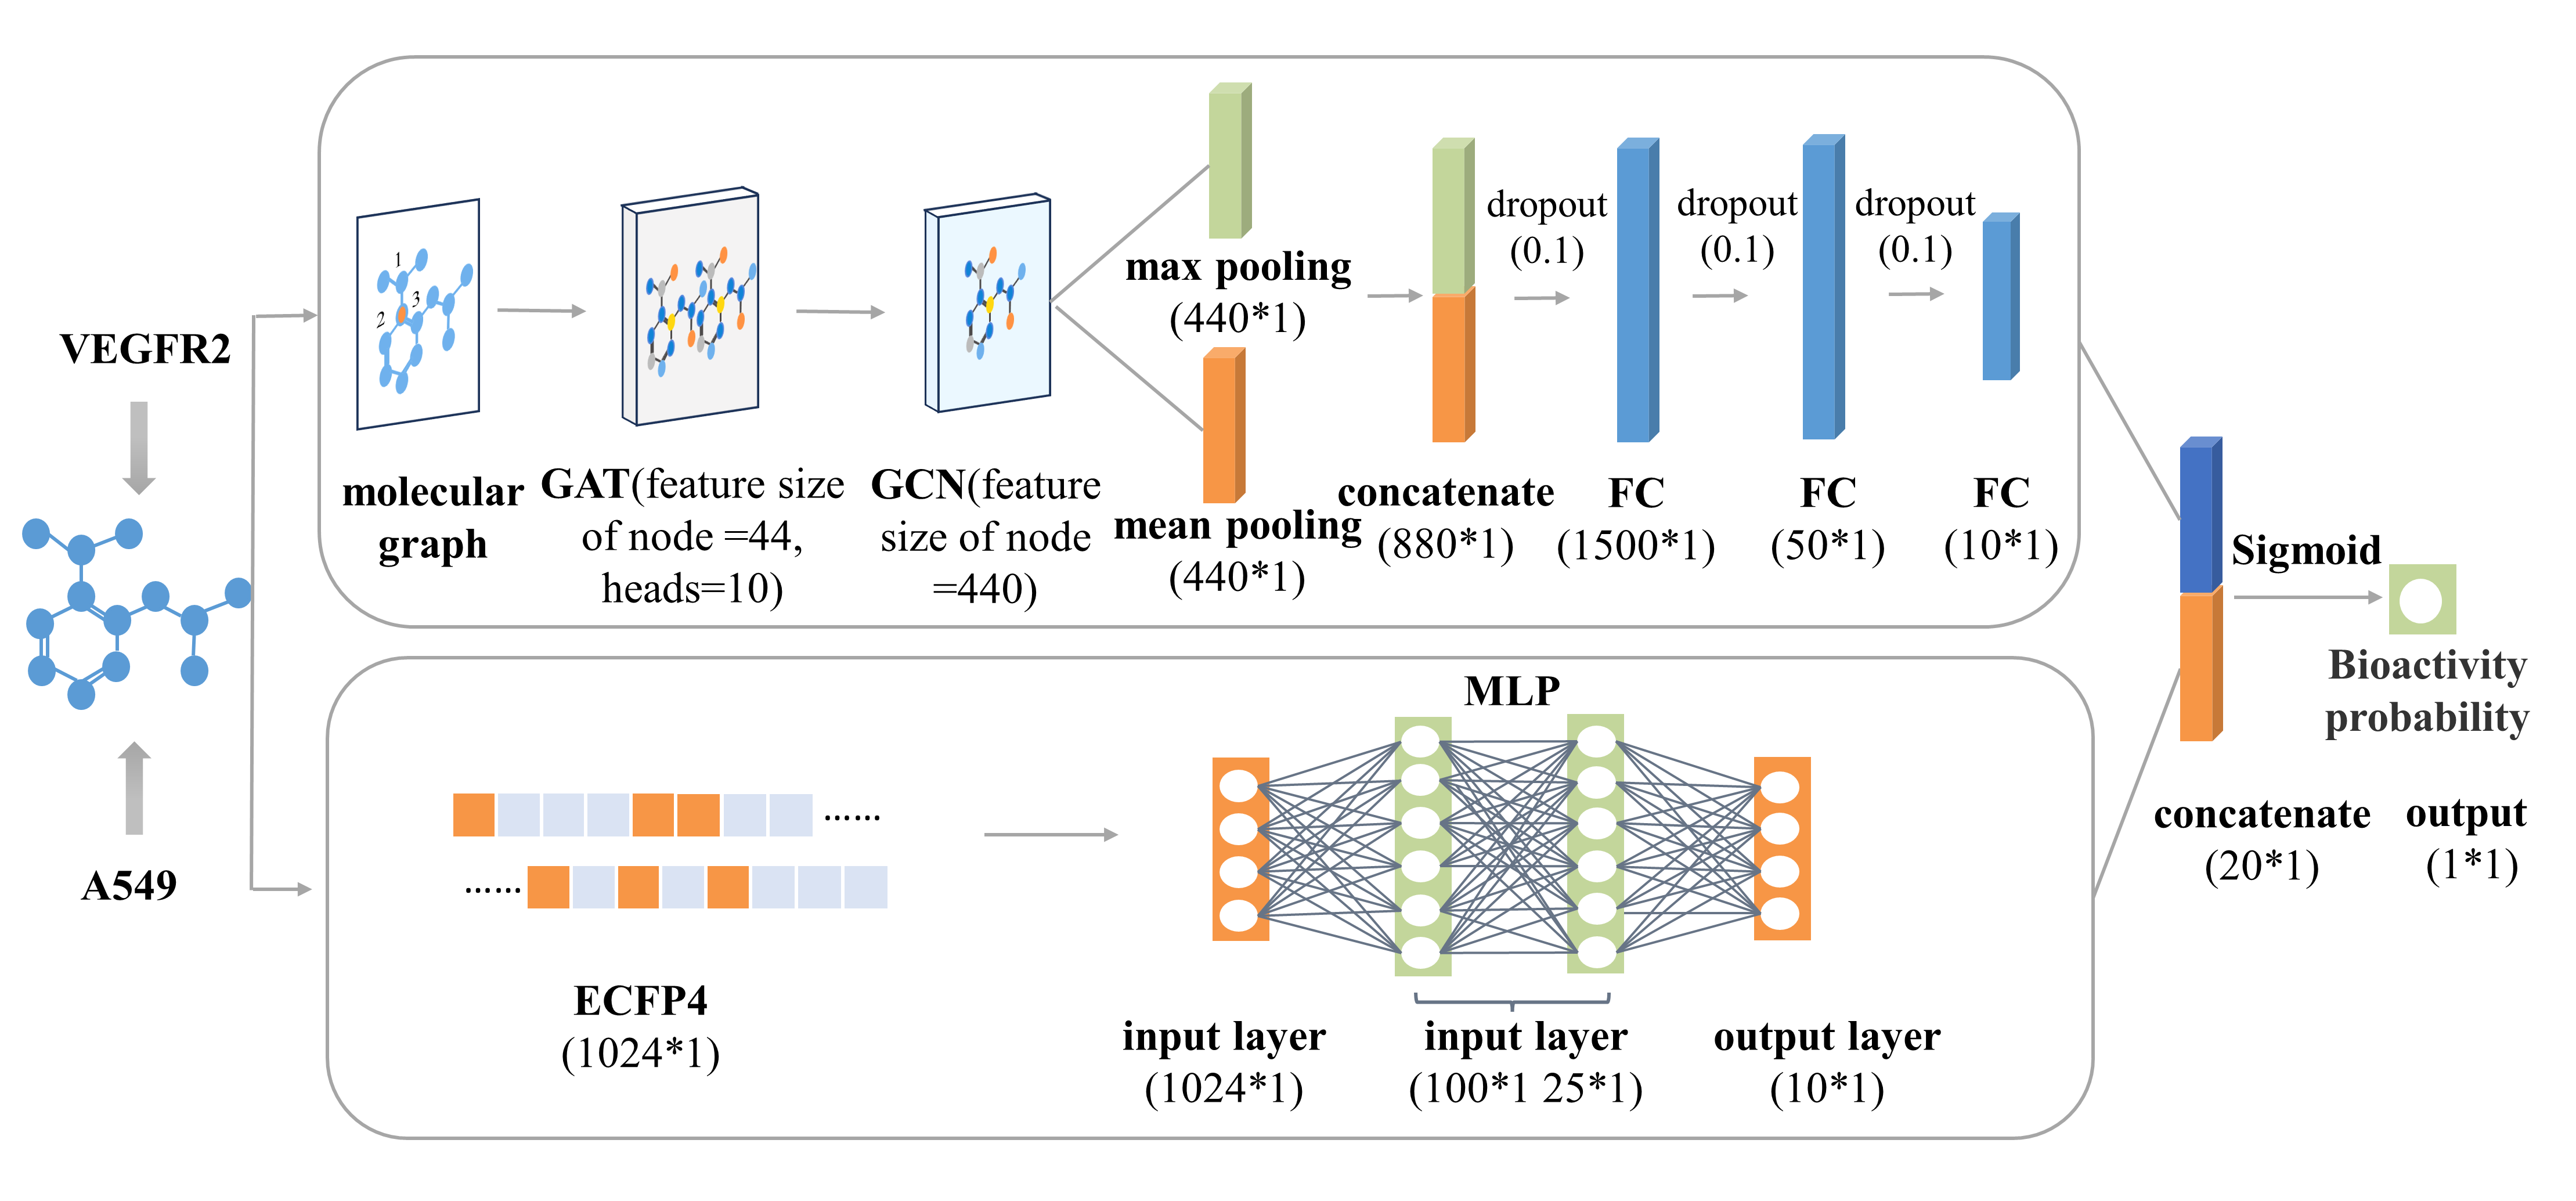 VEGFR2
A549
1
2
3
molecular
graph
GAT(feature size
of node =44,
heads=10)
GCN(feature
size of node
=440)
max pooling
(440*1)
mean pooling
(440*1)
concatenate
(880*1)
dropout
(0.1)
FC
(1500*1)
dropout
(0.1)
FC
(50*1)
dropout
(0.1)
FC
(10*1)
ECFP4
(1024*1)
......
......
MLP
input layer
(1024*1)
input layer
(100*1 25*1)
output layer
(10*1)
concatenate
(20*1)
Sigmoid
Bioactivity
probability
output
(1*1)